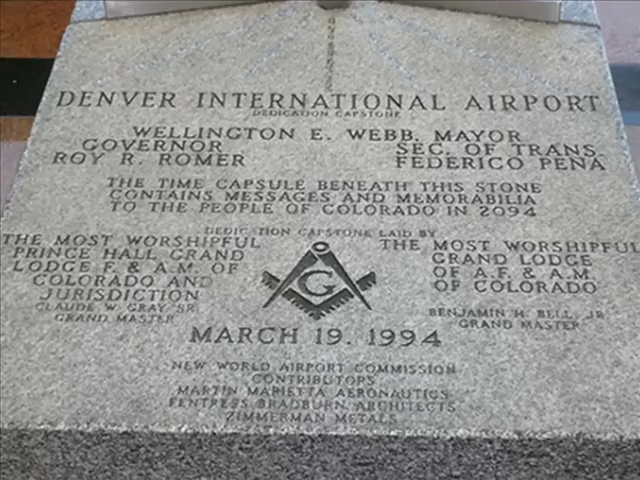 DENVER INTERNATIONAL AIRPORT
DEDICATION CAPSTONE
WELLINGTON E. WEBB, MAYOR
GOVERNOR
ROY R. ROMER
SEC. OF TRANS.
FEDERICO PENA
THE TIME CAPSULE BENEATH THIS STONE
CONTAINS MESSAGES AND MEMORABILIA
TO THE PEOPLE OF COLORADO IN 2094
DEDICATION CAPSTONE LAID BY
THE MOST WORSHIPFUL
PRINCE HALL GRAND
LODGE F. & A.M. OF
COLORADO AND
JURISDICTION
CLAUDE W. GRAY SR.
GRAND MASTER
G
THE MOST WORSHIPFUL
GRAND LODGE
OF A.F. & A.M.
OF COLORADO
BENJAMIN H. BELL, JR.
GRAND MASTER
MARCH 19, 1994
NEW WORLD AIRPORT COMMISSION
CONTRIBUTORS
MARTIN MARIETTA AERONAUTICS
FENTRESS BRADBURN ARCHITECTS
ZIMMERMAN METALS